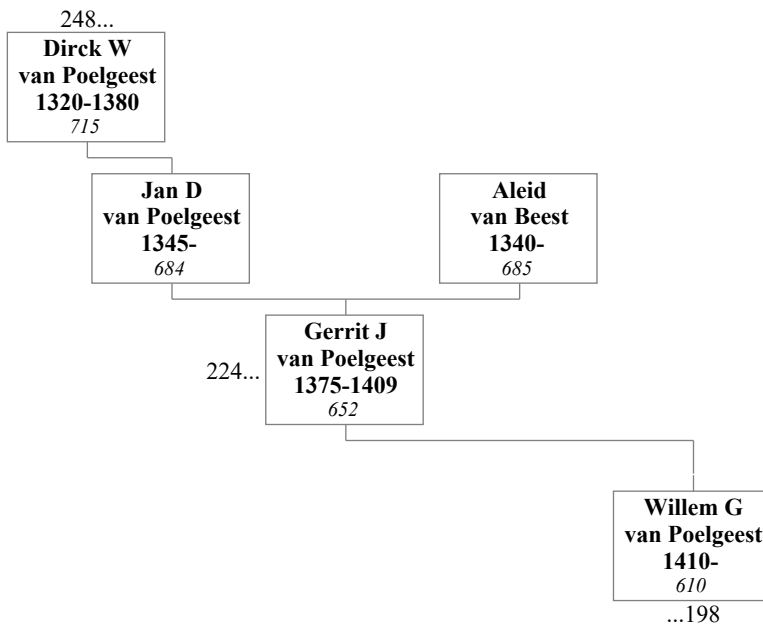 248...
Dirck W
van Poelgeest
1320-1380
715
Jan D
van Poelgeest
1345-
684
Aleid
van Beest
1340-
685
224...
Gerrit J
van Poelgeest
1375-1409
652
Willem G
van Poelgeest
1410-
610
...198